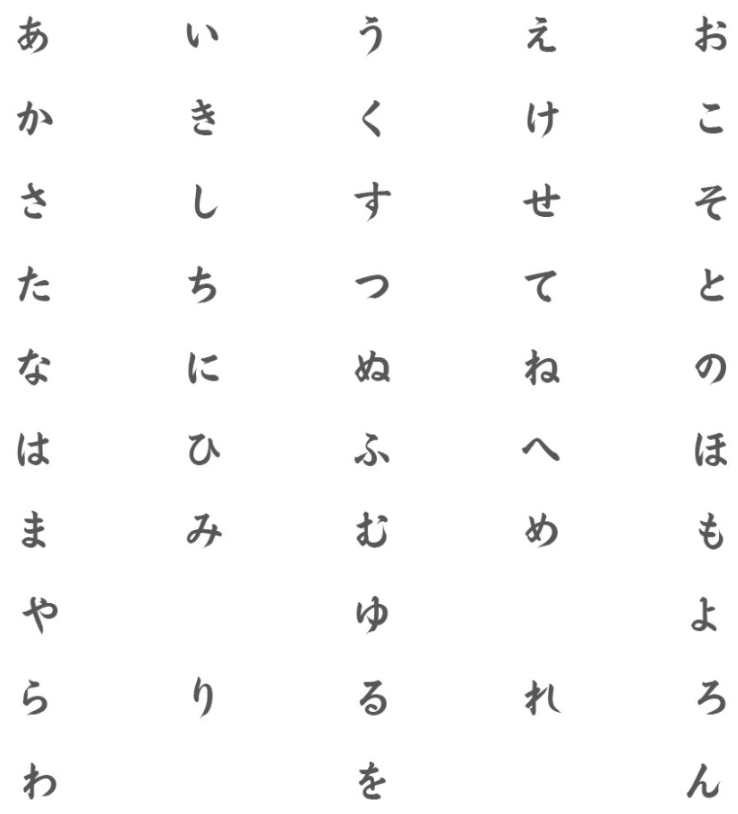 あ い う え お
か き く け こ
さ し す せ そ
た ち つ て と
な に ぬ ね の
は ひ ふ へ ほ
ま み む め も
や ゆ よ
ら り る れ ろ
わ を ん